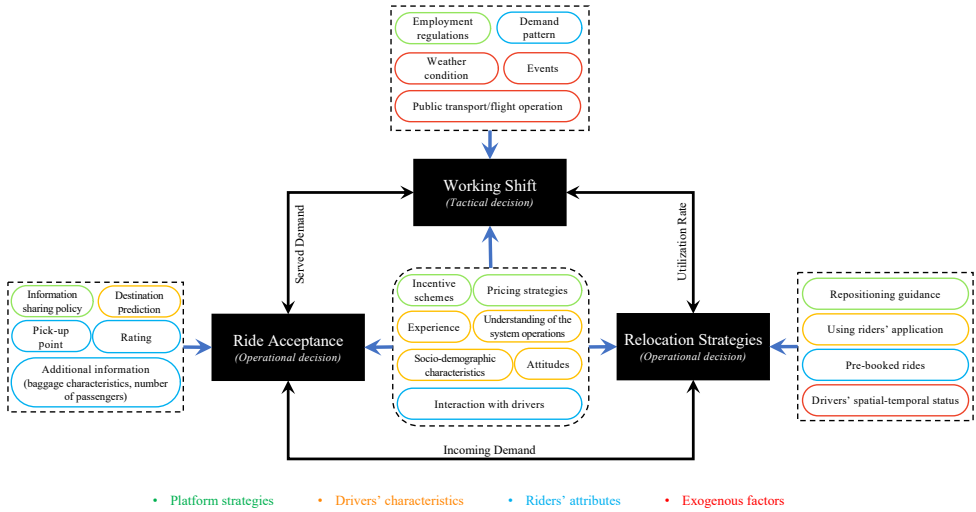 Employment
regulations
Demand
pattern
Weather
condition
Events
Public transport/flight operation
Working Shift
(Tactical decision)
Served Demand
Utilization Rate
Information
sharing policy
Destination
prediction
Pick-up
point
Rating
Additional information
(baggage characteristics, number
of passengers)
Ride Acceptance
(Operational decision)
Incentive
schemes
Pricing strategies
Experience
Understanding of the
system operations
Socio-demographic
characteristics
Attitudes
Interaction with drivers
Relocation Strategies
(Operational decision)
Repositioning guidance
Using riders' application
Pre-booked rides
Drivers' spatial-temporal status
Incoming Demand
• Platform strategies
• Drivers' characteristics
• Riders' attributes
• Exogenous factors